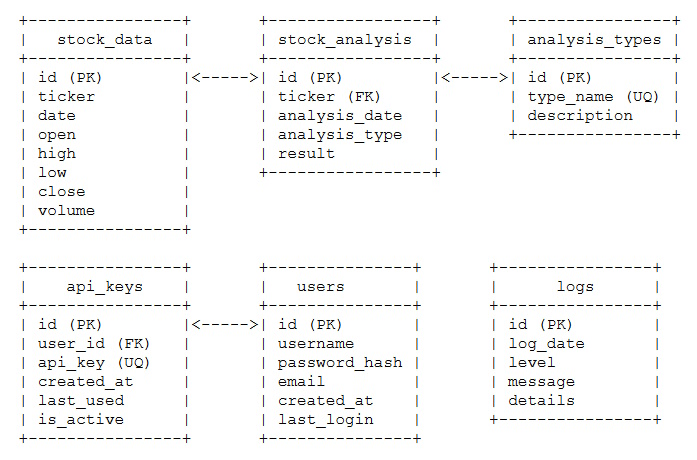 +----------------+       +----------------+       +----------------+
|   stock_data   |       | stock_analysis  |       | analysis_types |
+----------------+       +----------------+       +----------------+
| id (PK)        |<----->| id (PK)         |<----->| id (PK)        |
| ticker         |       | ticker (FK)     |       | type_name (UQ) |
| date           |       | analysis_date   |       | description    |
| open           |       | analysis_type   |       +----------------+
| high           |       | result          |
| low            |       +----------------+
| close          |
| volume         |
+----------------+
+----------------+       +---------------+       +----------------+
|    api_keys    |       |   users       |       |      logs      |
+----------------+       +---------------+       +----------------+
| id (PK)        |<----->| id (PK)       |       | id (PK)        |
| user_id (FK)   |       | username      |       | log_date       |
| api_key (UQ)   |       | password_hash |       | level          |
| created_at     |       | email         |       | message        |
| last_used      |       | created_at    |       | details        |
| is_active      |       | last_login    |       +----------------+
+----------------+       +---------------+